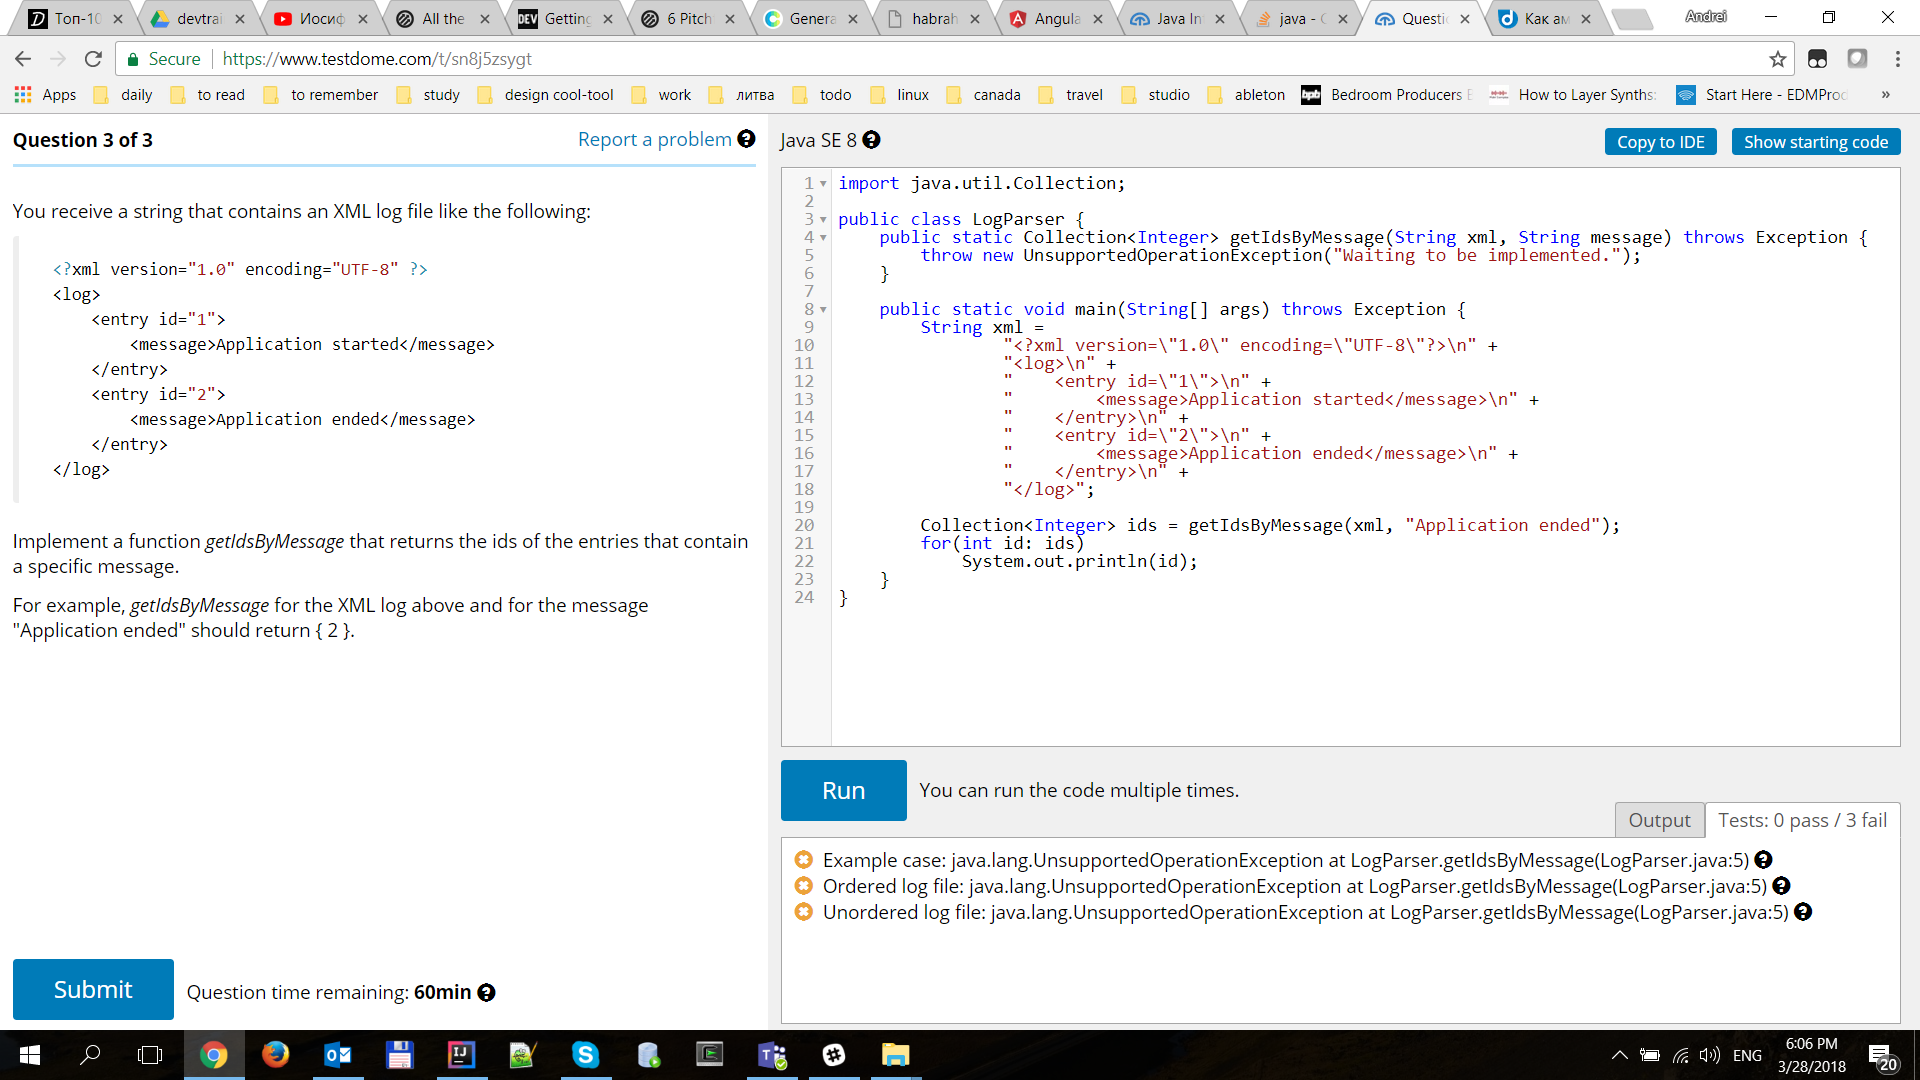 Топ-10
devtrai
Иосиф
All the
Getting
6 Pitch
Genera
habrah
Angula
Java In
java - C
Questi
Как ам
Andrei
Secure
https://www.testdome.com/t/sn8j5zsygt
Apps
daily
to read
to remember
study
design cool-tool
work
литва
todo
linux
canada
travel
studio
ableton
Bedroom Producers B
How to Layer Synths:
Start Here - EDMProd
»
Question 3 of 3
Report a problem ?
You receive a string that contains an XML log file like the following:
<?xml version="1.0" encoding="UTF-8" ?>
<log>
    <entry id="1">
        <message>Application started</message>
    </entry>
    <entry id="2">
        <message>Application ended</message>
    </entry>
</log>
Implement a function getIdsByMessage that returns the ids of the entries that contain
a specific message.
For example, getIdsByMessage for the XML log above and for the message
"Application ended" should return { 2 }.
Submit
Question time remaining: 60min ?
Java SE 8 ?
Copy to IDE
Show starting code
1 import java.util.Collection;
2
3 public class LogParser {
4     public static Collection<Integer> getIdsByMessage(String xml, String message) throws Exception {
5         throw new UnsupportedOperationException("Waiting to be implemented.");
6     }
7
8     public static void main(String[] args) throws Exception {
9         String xml =
10                 "<?xml version=\"1.0\" encoding=\"UTF-8\"?>\n" +
11                 "<log>\n" +
12                 "    <entry id=\"1\">\n" +
13                 "        <message>Application started</message>\n" +
14                 "    </entry>\n" +
15                 "    <entry id=\"2\">\n" +
16                 "        <message>Application ended</message>\n" +
17                 "    </entry>\n" +
18                 "</log>";
19
20         Collection<Integer> ids = getIdsByMessage(xml, "Application ended");
21         for(int id: ids)
22             System.out.println(id);
23     }
24 }
Run
You can run the code multiple times.
Output
Tests: 0 pass / 3 fail
Example case: java.lang.UnsupportedOperationException at LogParser.getIdsByMessage(LogParser.java:5) ?
Ordered log file: java.lang.UnsupportedOperationException at LogParser.getIdsByMessage(LogParser.java:5) ?
Unordered log file: java.lang.UnsupportedOperationException at LogParser.getIdsByMessage(LogParser.java:5) ?
ENG
6:06 PM
3/28/2018
20